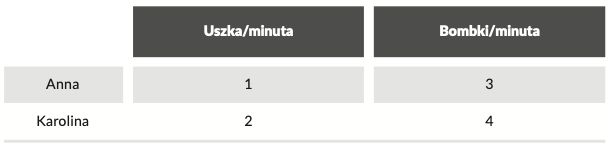 Uszka/minuta Bombki/minuta
Anna 1 3
Karolina 2 4